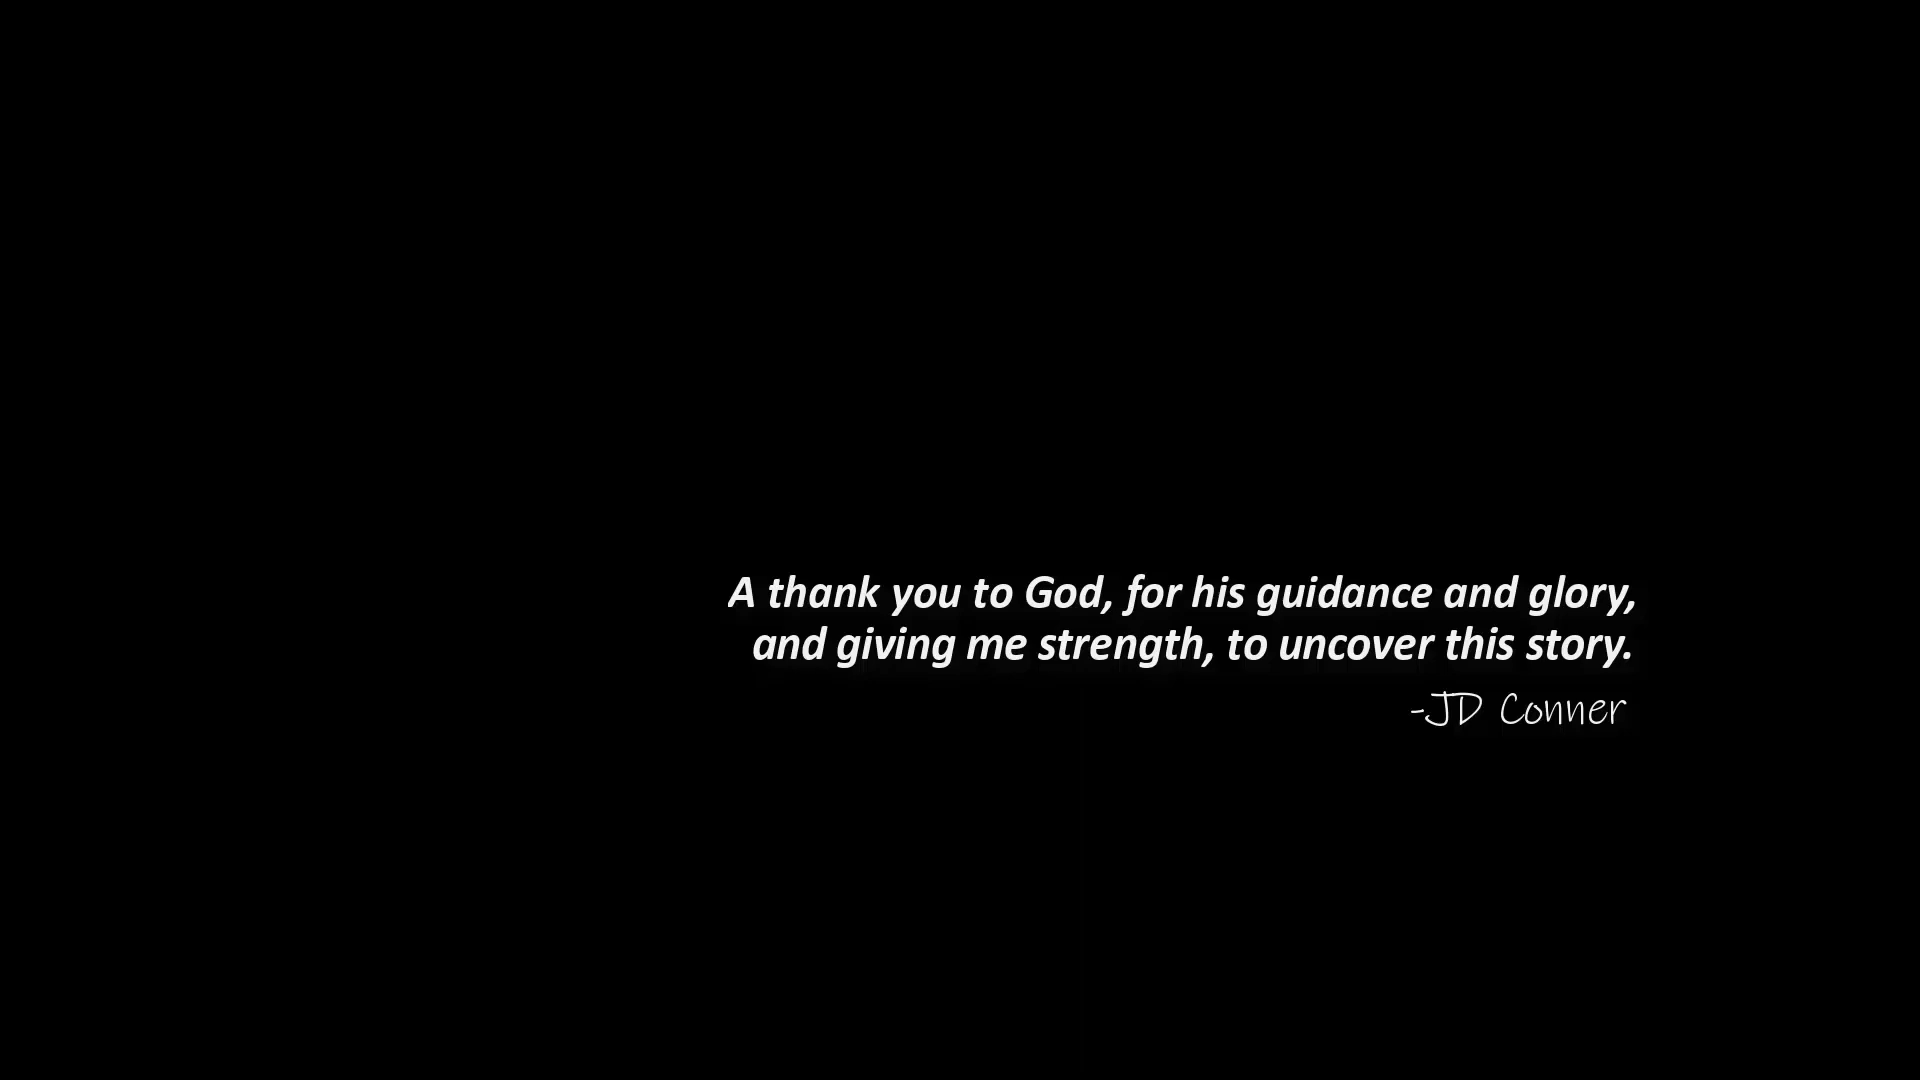 A thank you to God, for his guidance and glory,
and giving me strength, to uncover this story.
-JD Conner